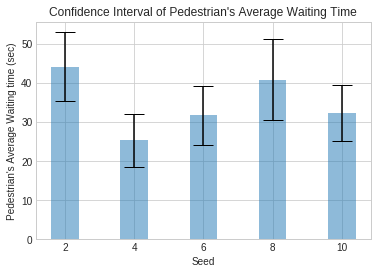 Confidence Interval of Pedestrian's Average Waiting Time
Pedestrian's Average Waiting time (sec)
50
40
30
20
10
0
2 4 6 8 10
Seed